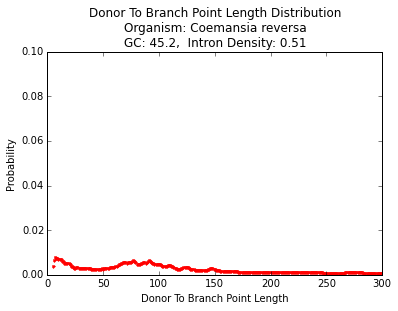 Donor To Branch Point Length Distribution
Organism: Coemansia reversa
GC: 45.2,  Intron Density: 0.51
0.10
0.08
0.06
0.04
0.02
0.00
Probability
0 50 100 150 200 250 300
Donor To Branch Point Length